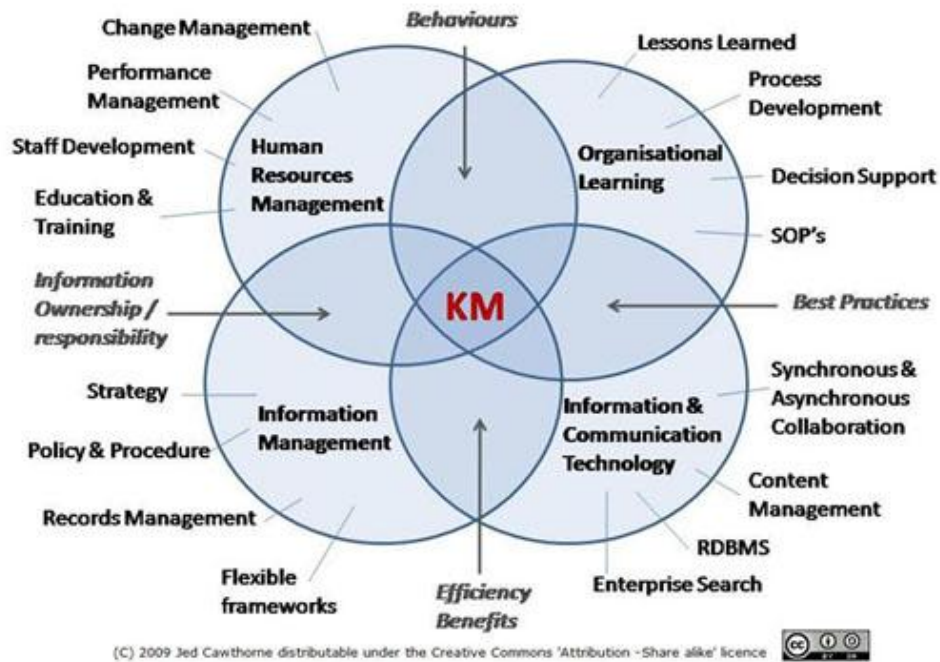 Behaviours
Change Management
Lessons Learned
Performance
Management
Process
Development
Staff Development
Human
Resources
Management
Organisational
Learning
Decision Support
Education &
Training
SOP's
Information
Ownership /
responsibility
KM
Best Practices
Strategy
Information
Management
Information &
Communication
Technology
Synchronous &
Asynchronous
Collaboration
Policy & Procedure
Content
Management
Records Management
RDBMS
Flexible
frameworks
Efficiency
Benefits
Enterprise Search
(C) 2009 Jed Cawthorne distributable under the Creative Commons 'Attribution -Share alike' licence
cc
BY